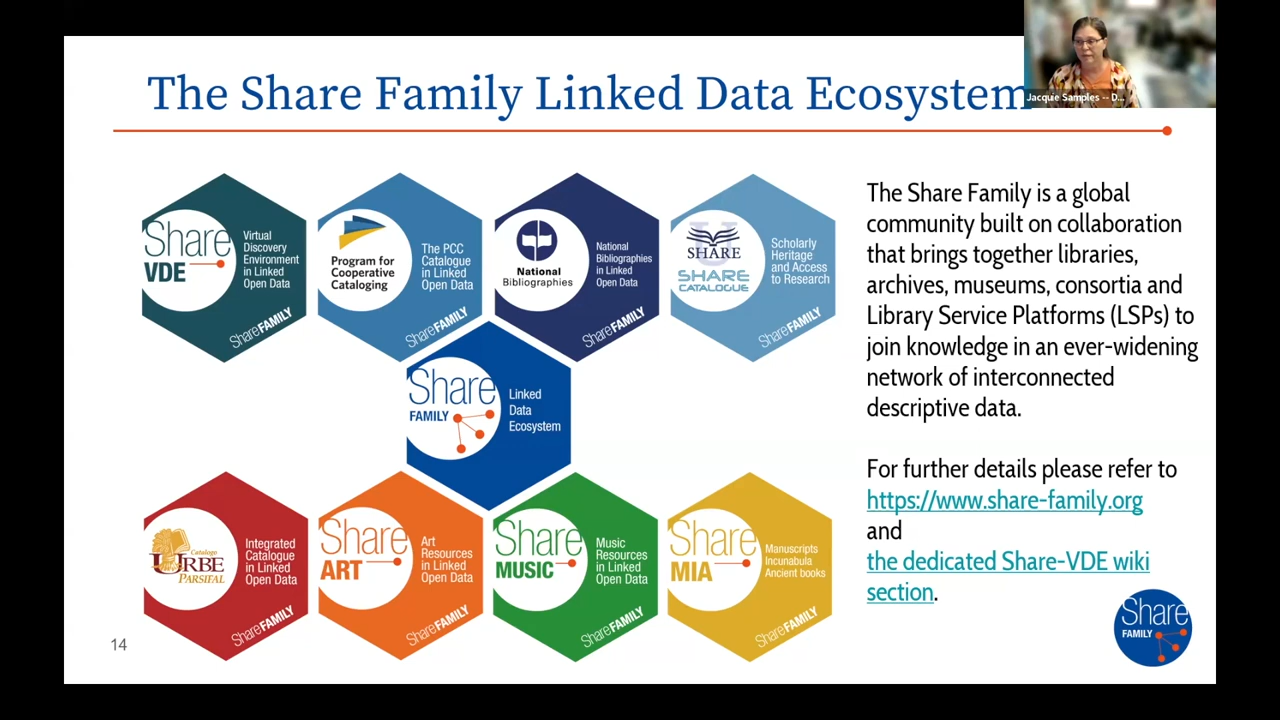 The Share Family Linked Data Ecosystem
Jacquie Samples -- D...
Share
VDE
Virtual
Discovery
Environment
in Linked
Open Data
ShareFAMILY
Program for
Cooperative
Cataloging
The PCC
Catalogue
in Linked
Open Data
ShareFAMILY
National
Bibliographies
National
Bibliographies
in Linked
Open Data
ShareFAMILY
U
SHARE
SHARE
CATALOGUE
Scholarly
Heritage
and Access
to Research
ShareFAMILY
Share
FAMILY
Linked
Data
Ecosystem
Catalogo
URBE
PARSIFAL
Integrated
Catalogue
in Linked
Open Data
ShareFAMILY
Share
ART
Art
Resources
in Linked
Open Data
ShareFAMILY
Share
MUSIC
Music
Resources
in Linked
Open Data
ShareFAMILY
Share
MIA
Manuscripts
Incunabula
Ancient books
ShareFAMILY
The Share Family is a global
community built on collaboration
that brings together libraries,
archives, museums, consortia and
Library Service Platforms (LSPs) to
join knowledge in an ever-widening
network of interconnected
descriptive data.
For further details please refer to
https://www.share-family.org
and
the dedicated Share-VDE wiki
section.
Share
FAMILY
14